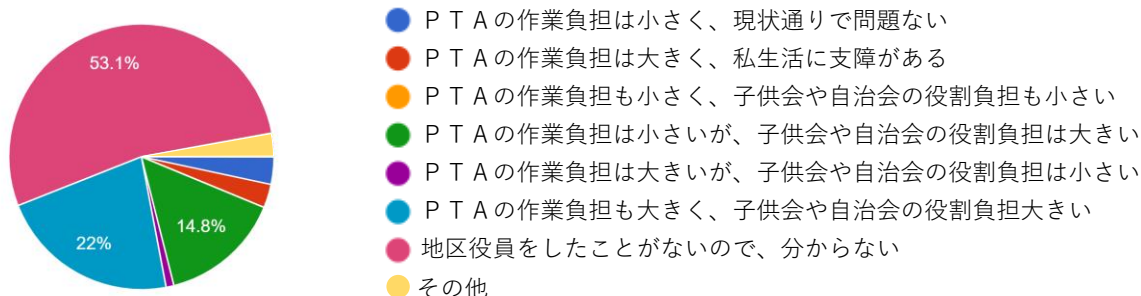 53.1%
22%
14.8%
ＰＴＡの作業負担は小さく、現状通りで問題ない
ＰＴＡの作業負担は大きく、私生活に支障がある
ＰＴＡの作業負担も小さく、子供会や自治会の役割負担も小さい
ＰＴＡの作業負担は小さいが、子供会や自治会の役割負担は大きい
ＰＴＡの作業負担は大きいが、子供会や自治会の役割負担は小さい
ＰＴＡの作業負担も大きく、子供会や自治会の役割負担大きい
地区役員をしたことがないので、分からない
その他